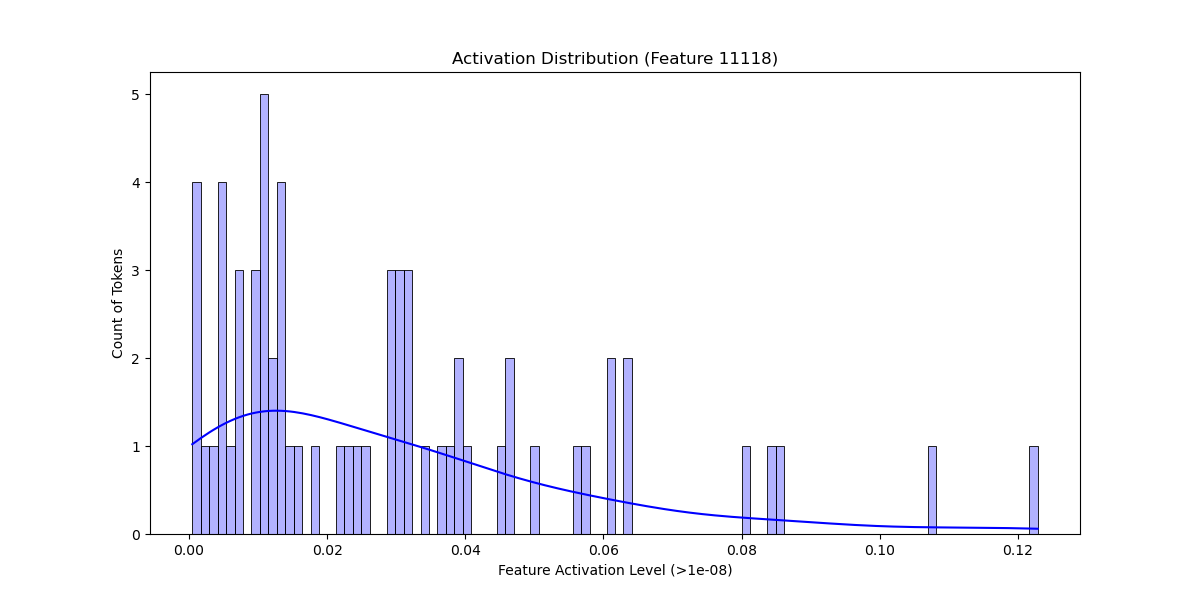 Activation Distribution (Feature 11118)
5
4
3
2
1
0
Count of Tokens
0.00 0.02 0.04 0.06 0.08 0.10 0.12
Feature Activation Level (>1e-08)